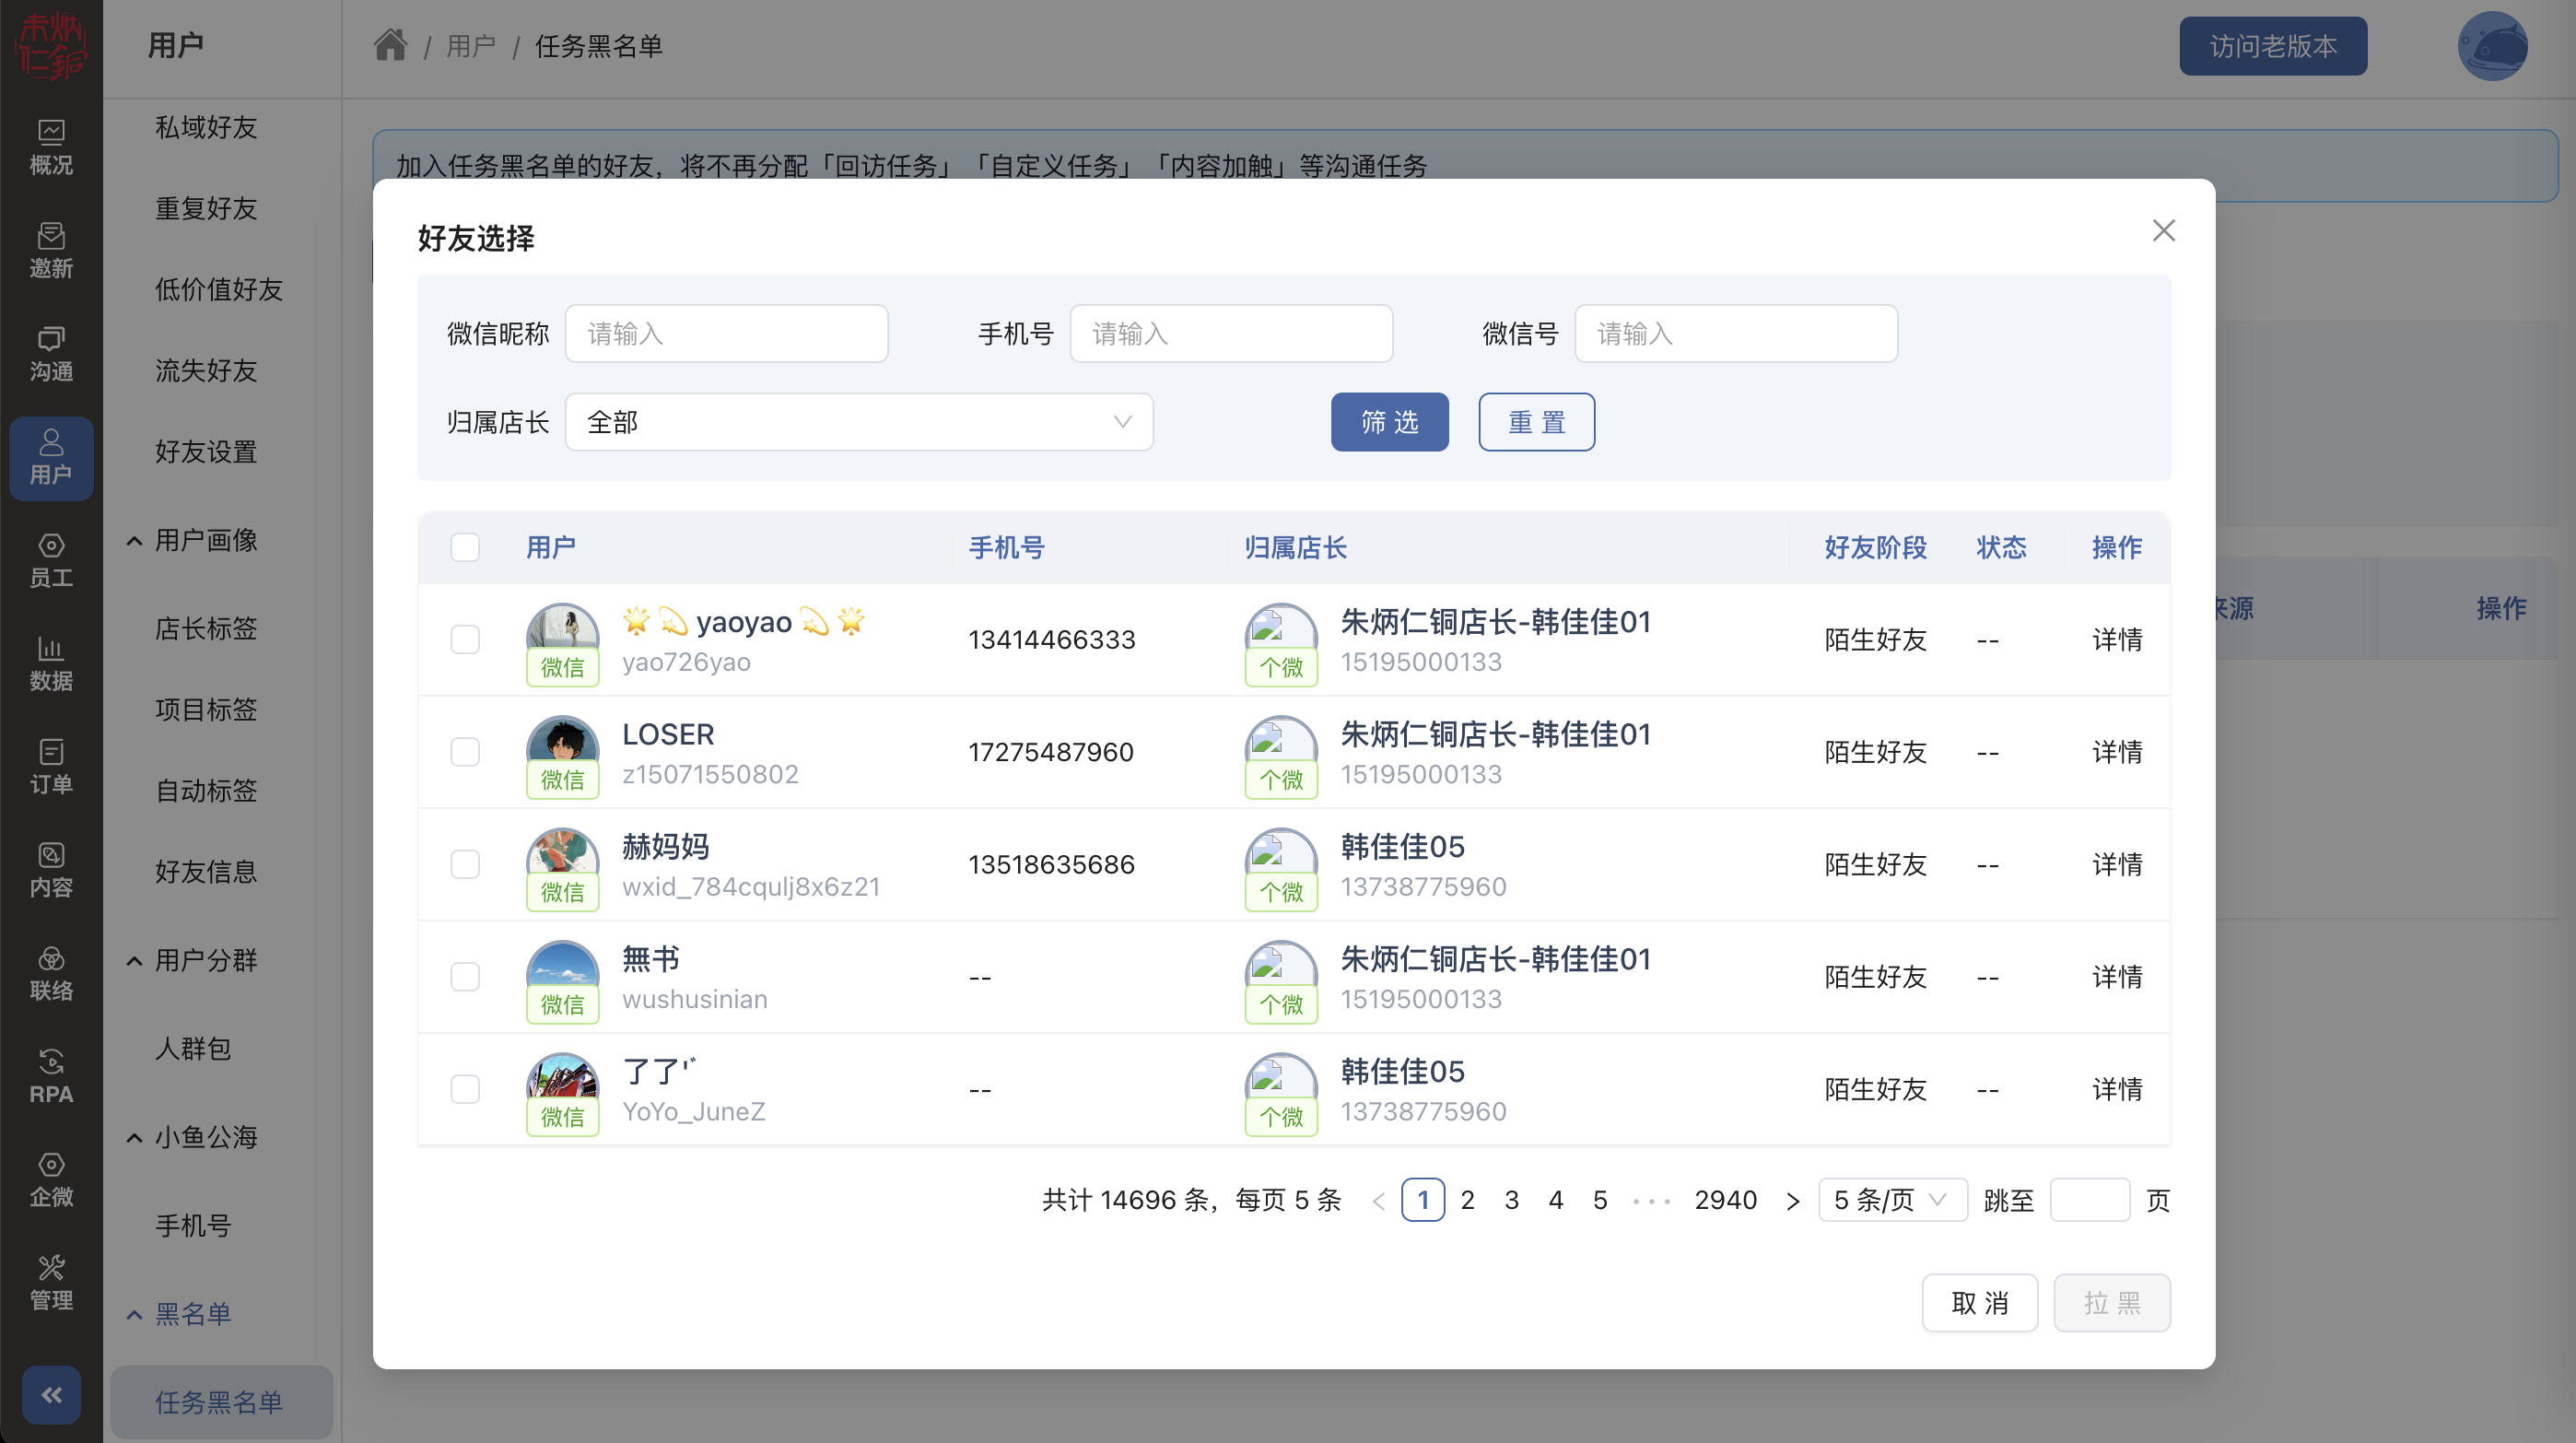 朱炳仁銅
用户
/ 用户 / 任务黑名单
访问老版本
概况
邀新
沟通
用户
员工
数据
订单
内容
联络
RPA
企微
管理
私域好友
重复好友
低价值好友
流失好友
好友设置
用户画像
店长标签
项目标签
自动标签
好友信息
用户分群
人群包
小鱼公海
手机号
黑名单
任务黑名单
加入任务黑名单的好友，将不再分配「回访任务」「自定义任务」「内容加触」等沟通任务
来源 操作
好友选择
微信昵称 请输入 手机号 请输入 微信号 请输入
归属店长 全部 筛选 重置
用户 手机号 归属店长 好友阶段 状态 操作
🌟💫yaoyao💫🌟 朱炳仁铜店长-韩佳佳01
微信 yao726yao 13414466333 个微 15195000133 陌生好友 -- 详情
LOSER 朱炳仁铜店长-韩佳佳01
微信 z15071550802 17275487960 个微 15195000133 陌生好友 -- 详情
赫妈妈 韩佳佳05
微信 wxid_784cqulj8x6z21 13518635686 个微 13738775960 陌生好友 -- 详情
無书 朱炳仁铜店长-韩佳佳01
微信 wushusinian -- 个微 15195000133 陌生好友 -- 详情
了了 韩佳佳05
微信 YoYo_JuneZ -- 个微 13738775960 陌生好友 -- 详情
共计 14696 条，每页 5 条 < 1 2 3 4 5 ••• 2940 > 5 条/页 跳至 页
取消 拉黑